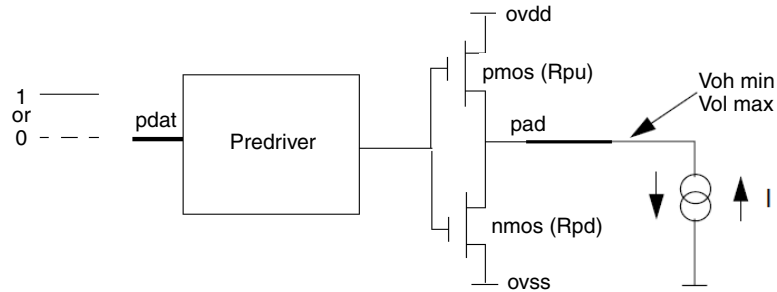 ovdd
pmos (Rpu)
Voh min
Vol max
1
or
0
pdat
Predriver
pad
I
nmos (Rpd)
ovss